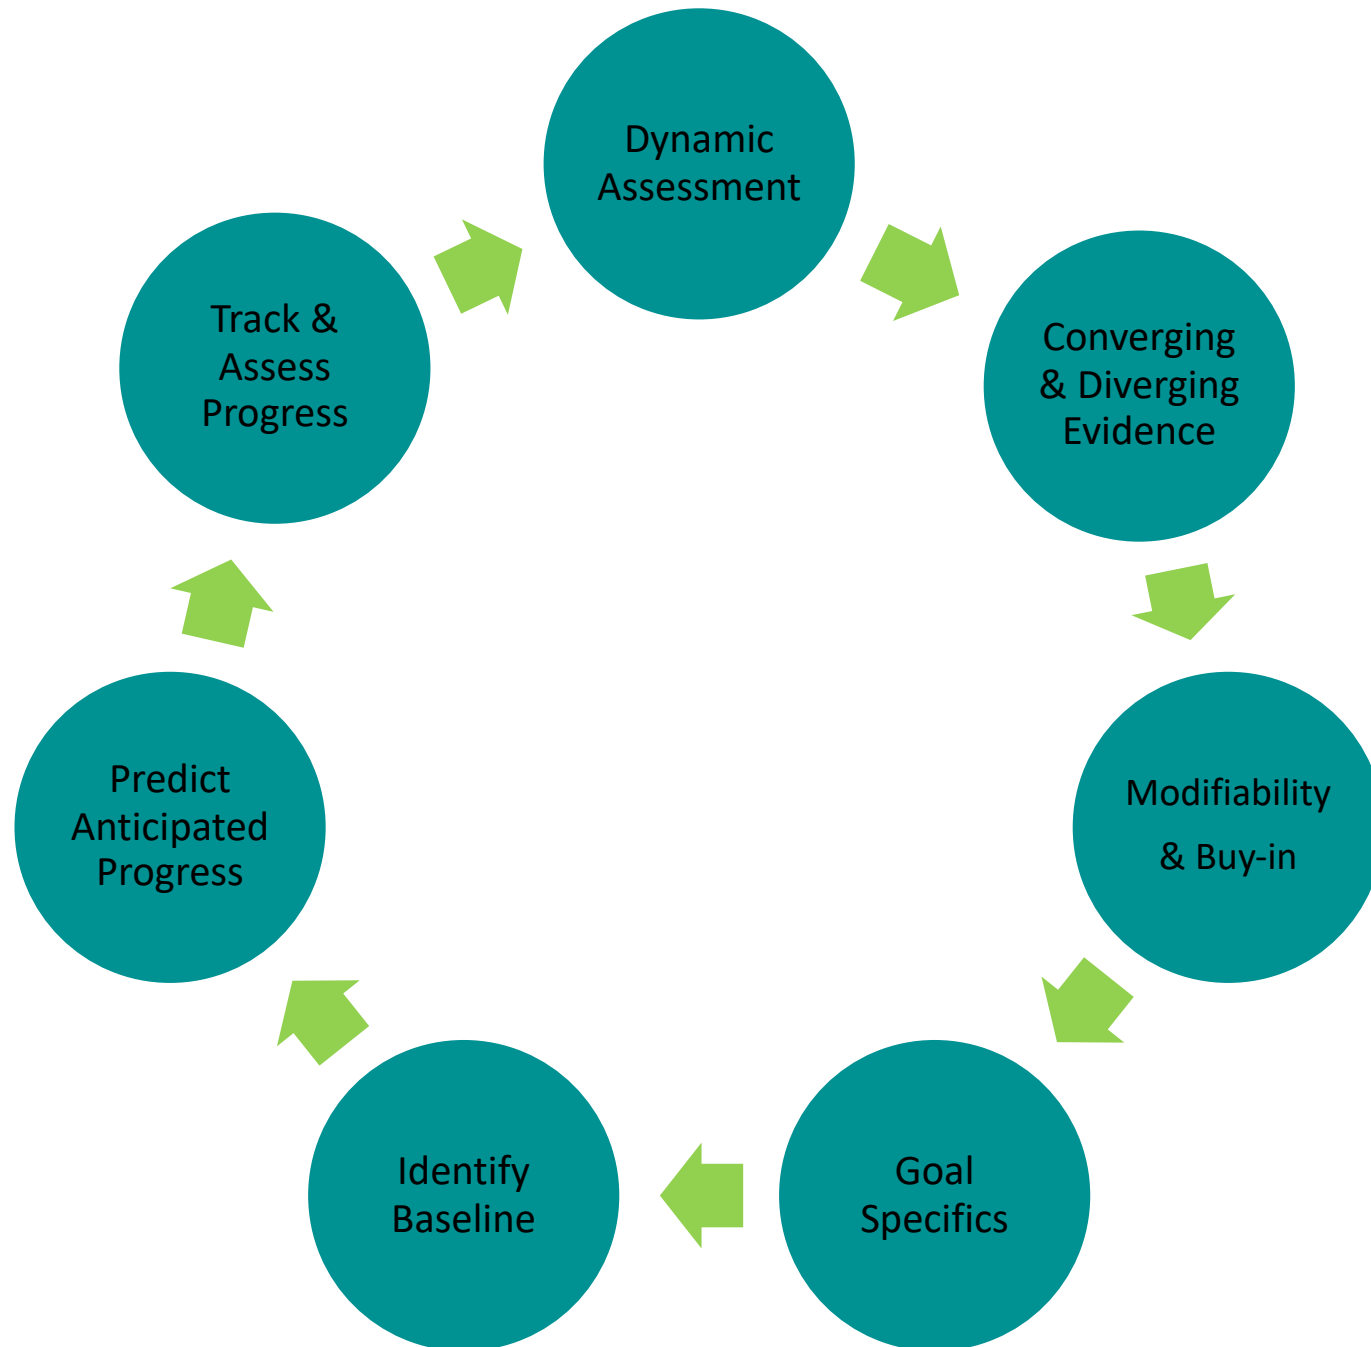 Dynamic
Assessment
Converging
& Diverging
Evidence
Modifiability
& Buy-in
Goal
Specifics
Identify
Baseline
Predict
Anticipated
Progress
Track &
Assess
Progress